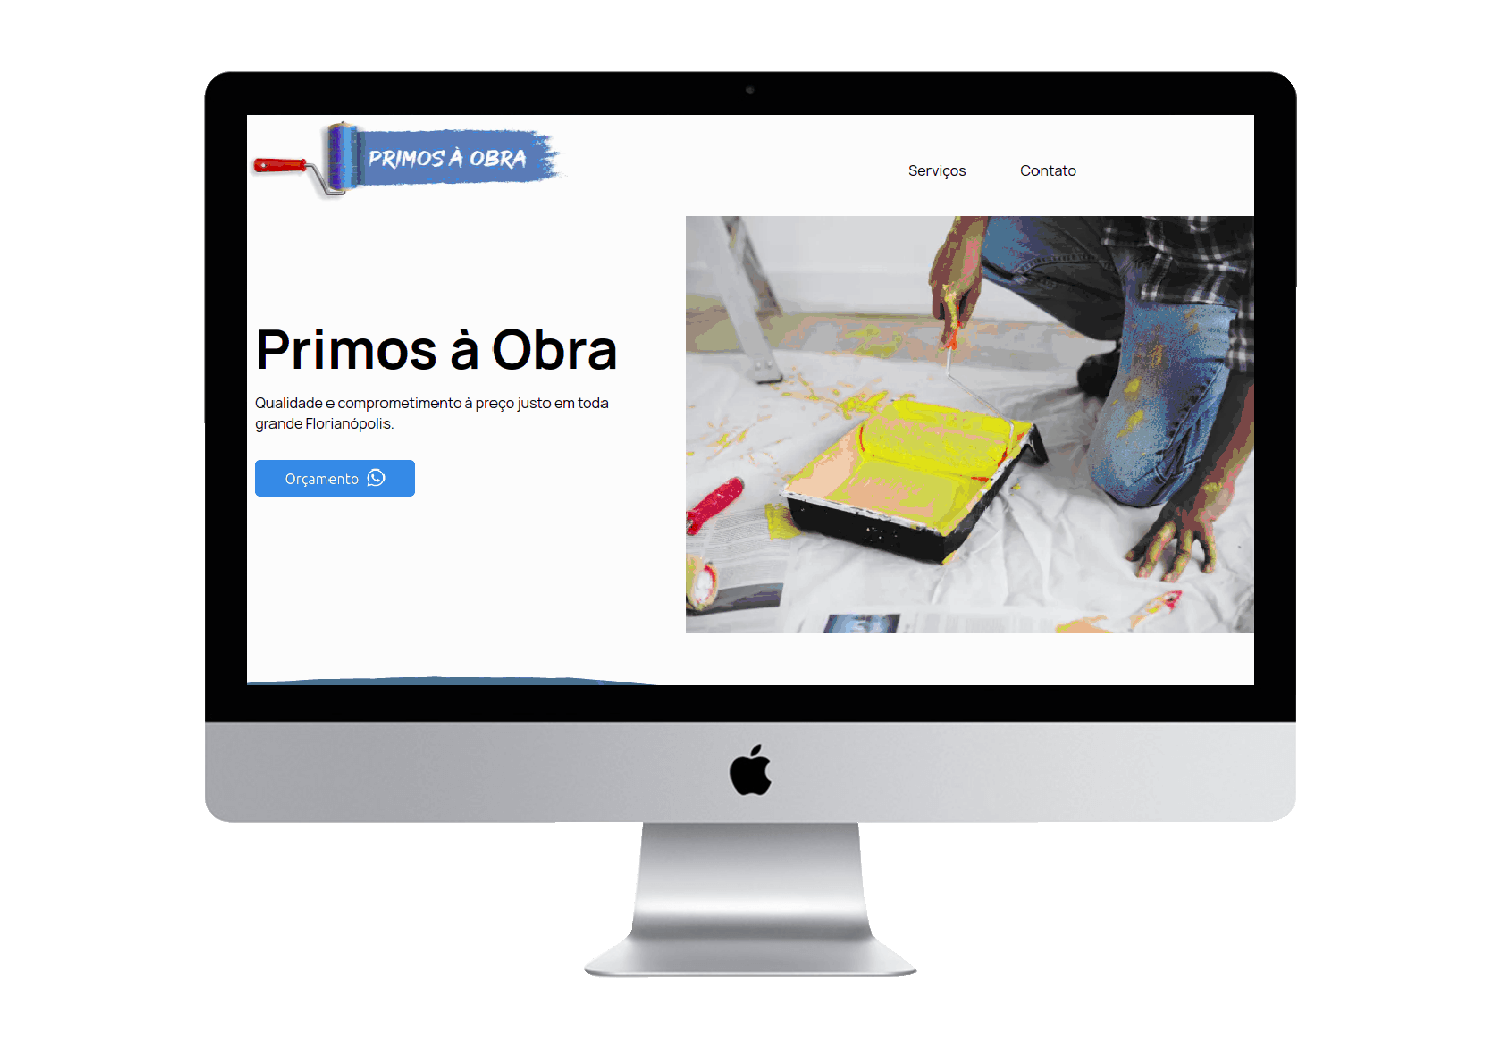 PRIMOS À OBRA
Serviços
Contato
Primos à Obra
Qualidade e comprometimento à preço justo em toda
grande Florianópolis.
Orçamento